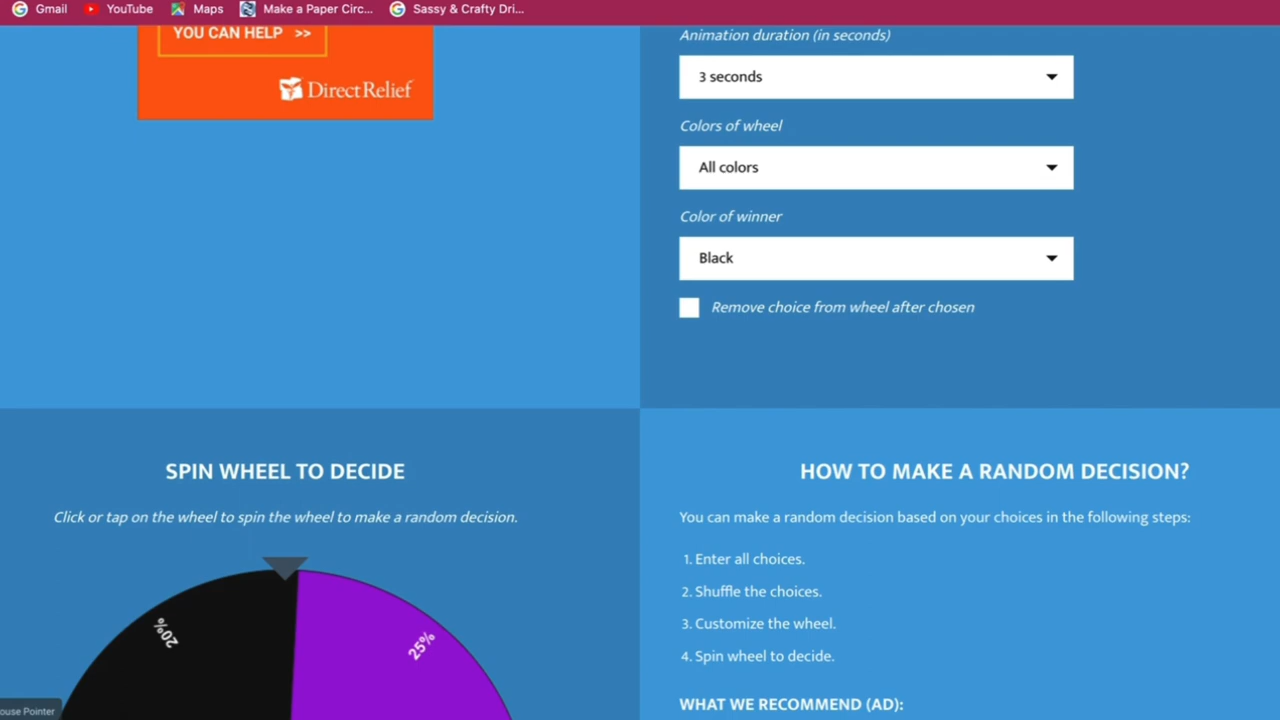 Gmail
YouTube
Maps
Make a Paper Circ...
Sassy & Crafty Dri...
YOU CAN HELP >>
DirectRelief
Animation duration (in seconds)
3 seconds
Colors of wheel
All colors
Color of winner
Black
Remove choice from wheel after chosen
SPIN WHEEL TO DECIDE
Click or tap on the wheel to spin the wheel to make a random decision.
20%
25%
ouse Pointer
HOW TO MAKE A RANDOM DECISION?
You can make a random decision based on your choices in the following steps:
1. Enter all choices.
2. Shuffle the choices.
3. Customize the wheel.
4. Spin wheel to decide.
WHAT WE RECOMMEND (AD):